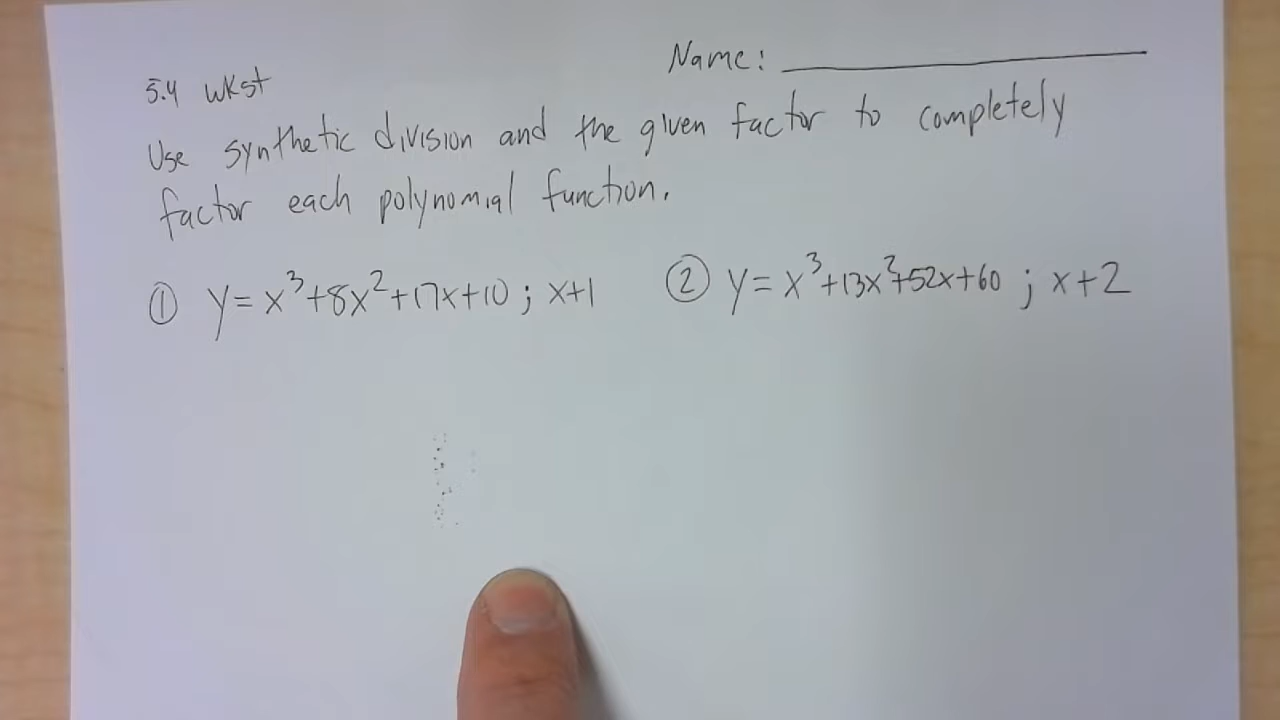 Name: ____________
5.4 wkst
Use synthetic division and the given factor to completely
factor each polynomial function.
① y=x³+8x²+17x+10 ; x+1
② y=x³+13x²+52x+60 ; x+2